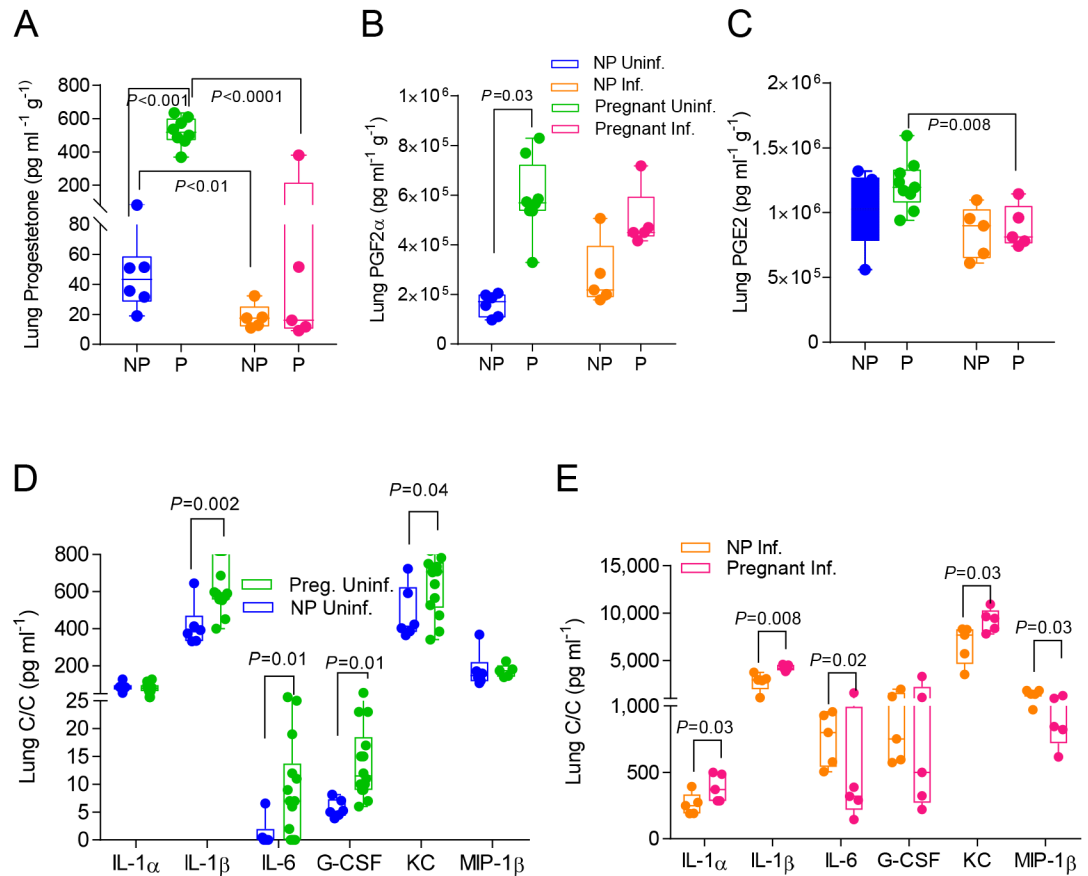 A
Lung Progestetone (pg ml⁻¹ g⁻¹)
800
600
400
200
80
60
40
20
0
P<0.001
P<0.0001
P<0.01
NP P NP P
B
NP Uninf.
NP Inf.
Pregnant Uninf.
Pregnant Inf.
Lung PGF2α (pg ml⁻¹ g⁻¹)
1×10⁶
8×10⁵
6×10⁵
4×10⁵
2×10⁵
0
P=0.03
NP P NP P
C
Lung PGE2 (pg ml⁻¹ g⁻¹)
2×10⁶
1×10⁶
1×10⁶
5×10⁵
0
P=0.008
NP P NP P
D
Lung C/C (pg ml⁻¹)
800
600
400
200
25
20
15
10
5
0
P=0.002
P=0.04
P=0.01
P=0.01
Preg. Uninf.
NP Uninf.
IL-1α IL-1β IL-6 G-CSF KC MIP-1β
E
NP Inf.
Pregnant Inf.
Lung C/C (pg ml⁻¹)
15,000
10,000
5,000
1,000
500
0
P=0.03
P=0.008
P=0.02
P=0.03
P=0.03
IL-1α IL-1β IL-6 G-CSF KC MIP-1β